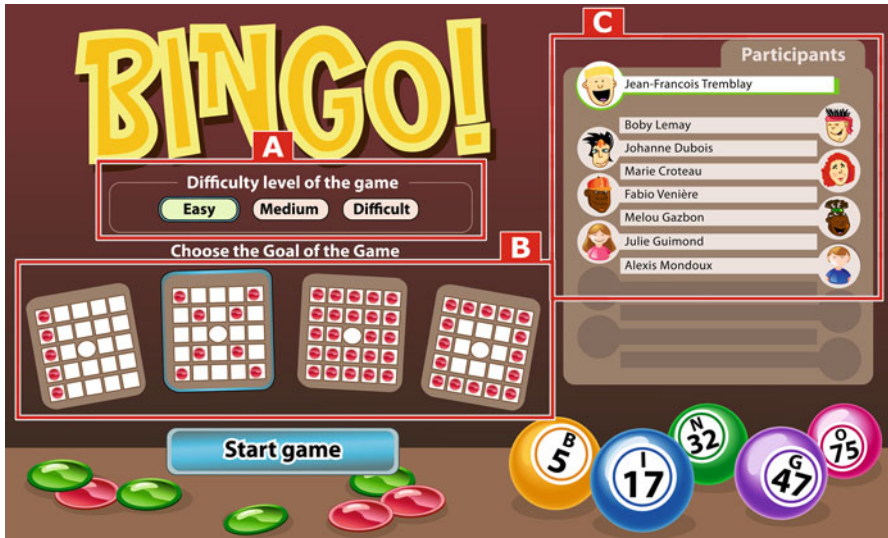 BINGO!
A
Difficulty level of the game
Easy Medium Difficult
Choose the Goal of the Game
B
Start game
C
Participants
Jean-Francois Tremblay
Boby Lemay
Johanne Dubois
Marie Croteau
Fabio Venière
Melou Gazbon
Julie Guimond
Alexis Mondoux
B
5
I
17
N
32
G
47
O
75